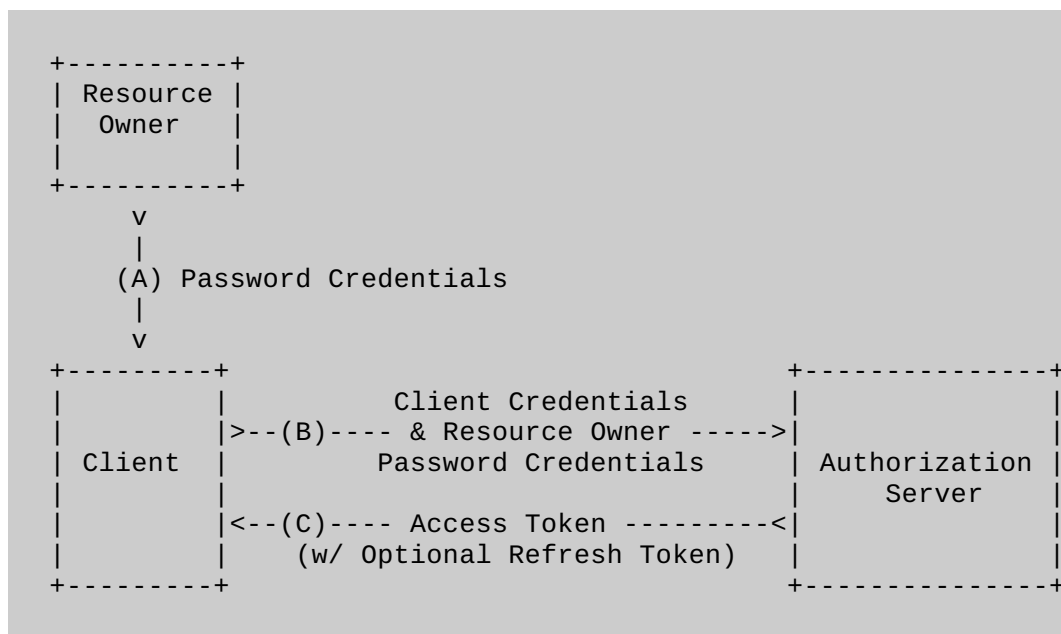 +----------+
| Resource |
|  Owner   |
|          |
+----------+
     v
     |
    (A) Password Credentials
     |
     v
+---------+                                  +---------------+
|         |          Client Credentials      |               |
|         |>--(B)---- & Resource Owner ----->|               |
| Client  |         Password Credentials     | Authorization |
|         |                                  |     Server    |
|         |<--(C)---- Access Token ---------<|               |
|         |    (w/ Optional Refresh Token)   |               |
+---------+                                  +---------------+